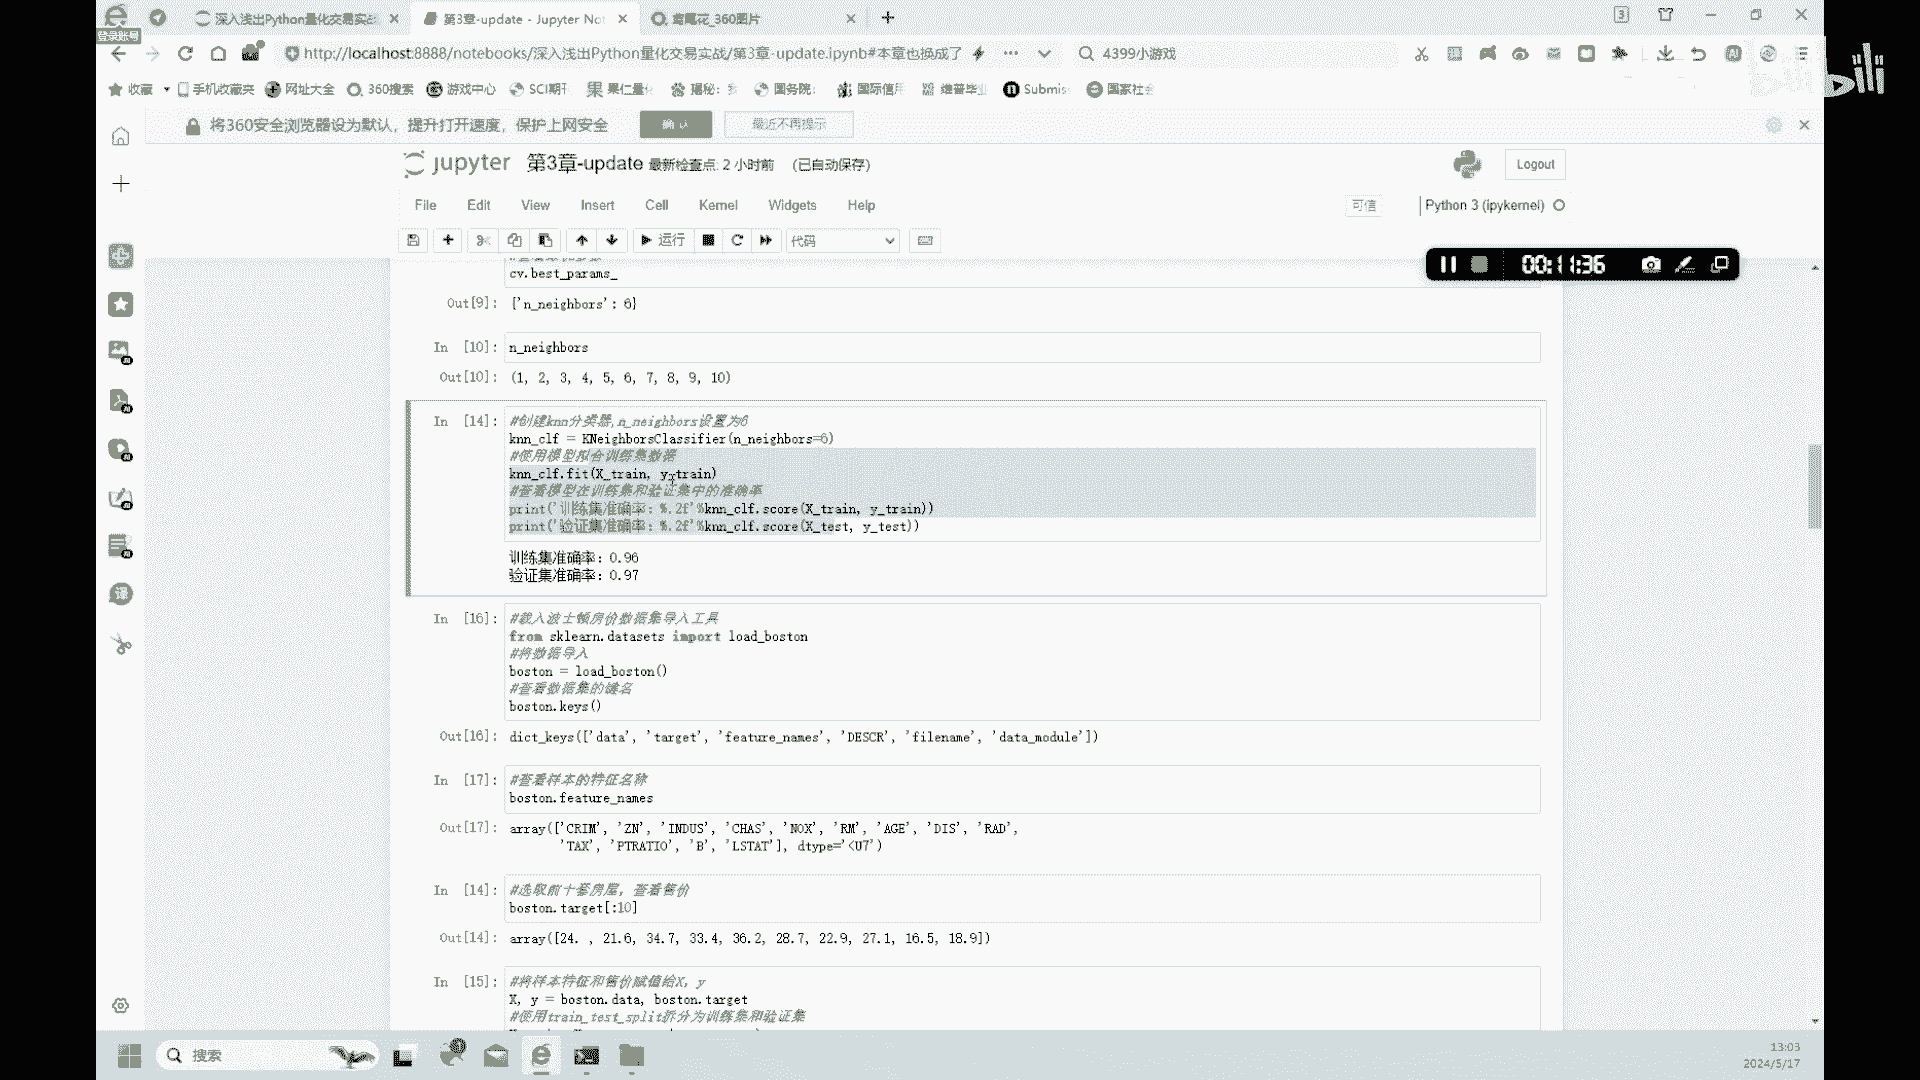 深入浅出Python量化交易实战
第3章-update - Jupyter Not
鸢尾花_360图片
登录账号
http://localhost:8888/notebooks/深入浅出Python量化交易实战/第3章-update.ipynb#本章也换成了
4399小游戏
收藏 手机收藏夹 网址大全 360搜索 游戏中心 SCI期刊 果仁量化 揭秘: 国务院 国际信用 维普毕业 Submis 国家社会
bilibili
将360安全浏览器设为默认，提升打开速度，保护上网安全 确认 最近不再提示
jupyter 第3章-update 最新检查点: 2 小时前 (已自动保存)
Logout
File Edit View Insert Cell Kernel Widgets Help
可信 Python 3 (ipykernel)
运行 代码
00:11:36
cv.best_params_
Out[9]: {'n_neighbors': 6}
In [10]: n_neighbors
Out[10]: (1, 2, 3, 4, 5, 6, 7, 8, 9, 10)
In [14]: #创建knn分类器,n_neighbors设置为6
knn_clf = KNeighborsClassifier(n_neighbors=6)
#使用模型拟合训练集数据
knn_clf.fit(X_train, y_train)
#查看模型在训练集和验证集中的准确率
print('训练集准确率: %.2f'%knn_clf.score(X_train, y_train))
print('验证集准确率: %.2f'%knn_clf.score(X_test, y_test))
训练集准确率: 0.96
验证集准确率: 0.97
In [16]: #载入波士顿房价数据集导入工具
from sklearn.datasets import load_boston
#将数据导入
boston = load_boston()
#查看数据集的键名
boston.keys()
Out[16]: dict_keys(['data', 'target', 'feature_names', 'DESCR', 'filename', 'data_module'])
In [17]: #查看样本的特征名称
boston.feature_names
Out[17]: array(['CRIM', 'ZN', 'INDUS', 'CHAS', 'NOX', 'RM', 'AGE', 'DIS', 'RAD',
'TAX', 'PTRATIO', 'B', 'LSTAT'], dtype='<U7')
In [14]: #选取前十套房屋，查看售价
boston.target[:10]
Out[14]: array([24. , 21.6, 34.7, 33.4, 36.2, 28.7, 22.9, 27.1, 16.5, 18.9])
In [15]: #将样本特征和售价赋值给X, y
X, y = boston.data, boston.target
#使用train_test_split拆分为训练集和验证集
搜索
13:03
2024/5/17